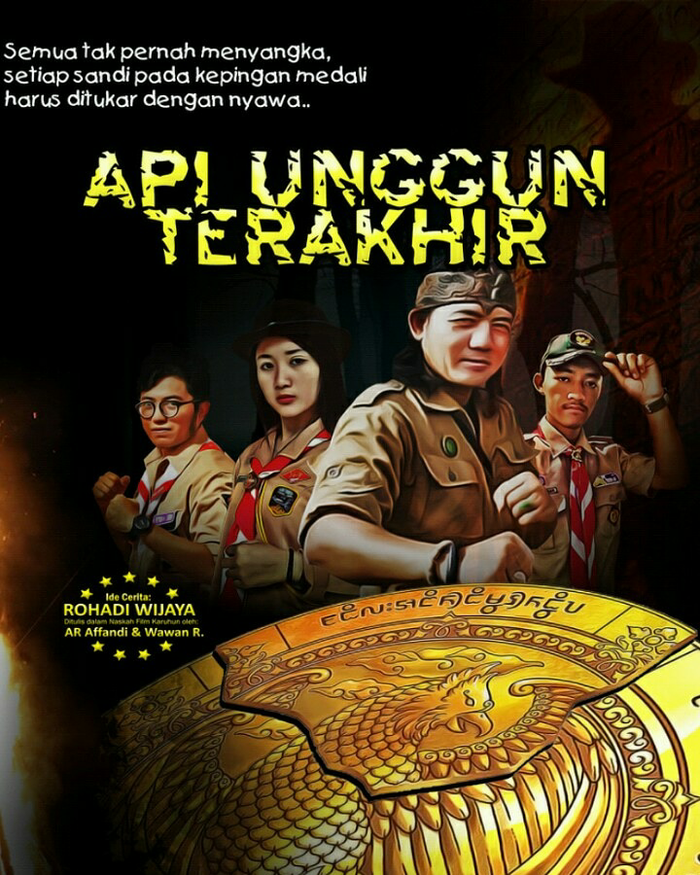 Semua tak pernah menyangka,
setiap sandi pada kepingan medali
harus ditukar dengan nyawa..
API UNGGUN
TERAKHIR
Ide Cerita:
ROHADI WIJAYA
Ditulis dalam Naskah Film Karuhun oleh:
AR Affandi & Wawan R.